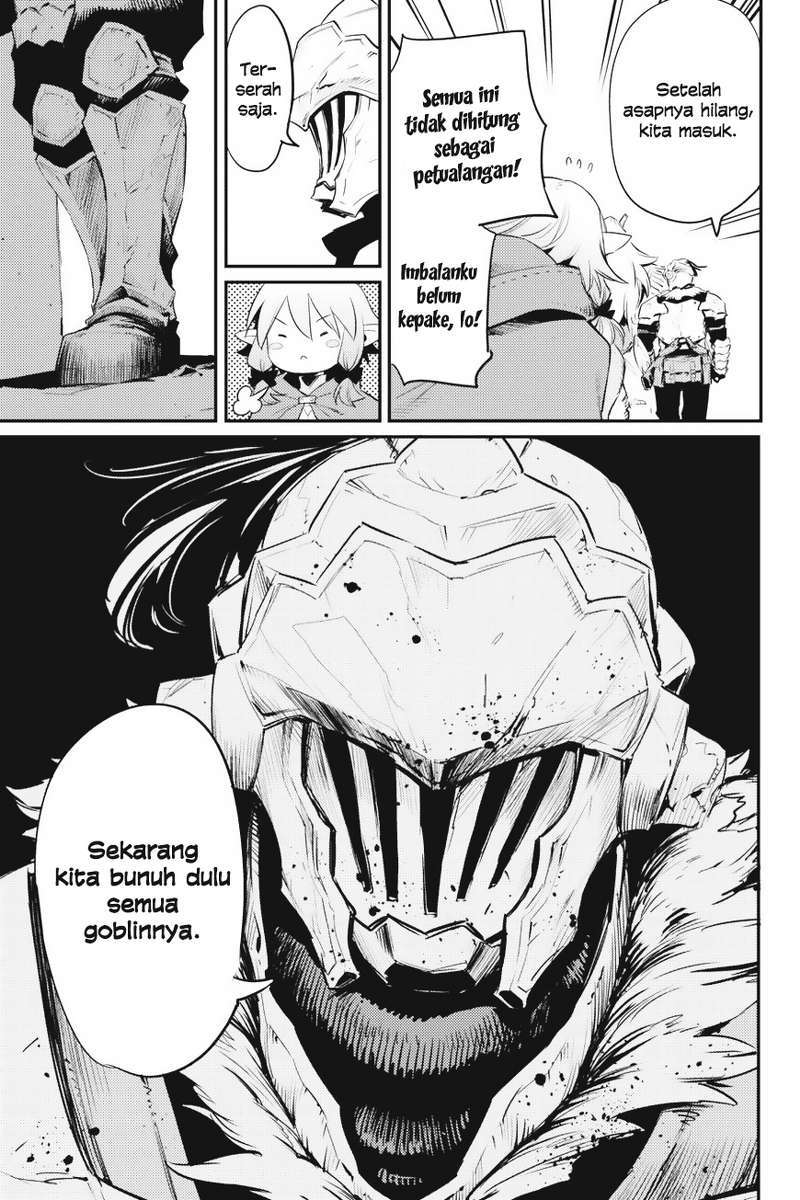 Setelah
asapnya hilang,
kita masuk.
Semua ini
tidak dihitung
sebagai
petualangan!
Imbalanku
belum
kepake, lo!
Ter-
serah
saja.
Sekarang
kita bunuh dulu
semua
goblinnya.